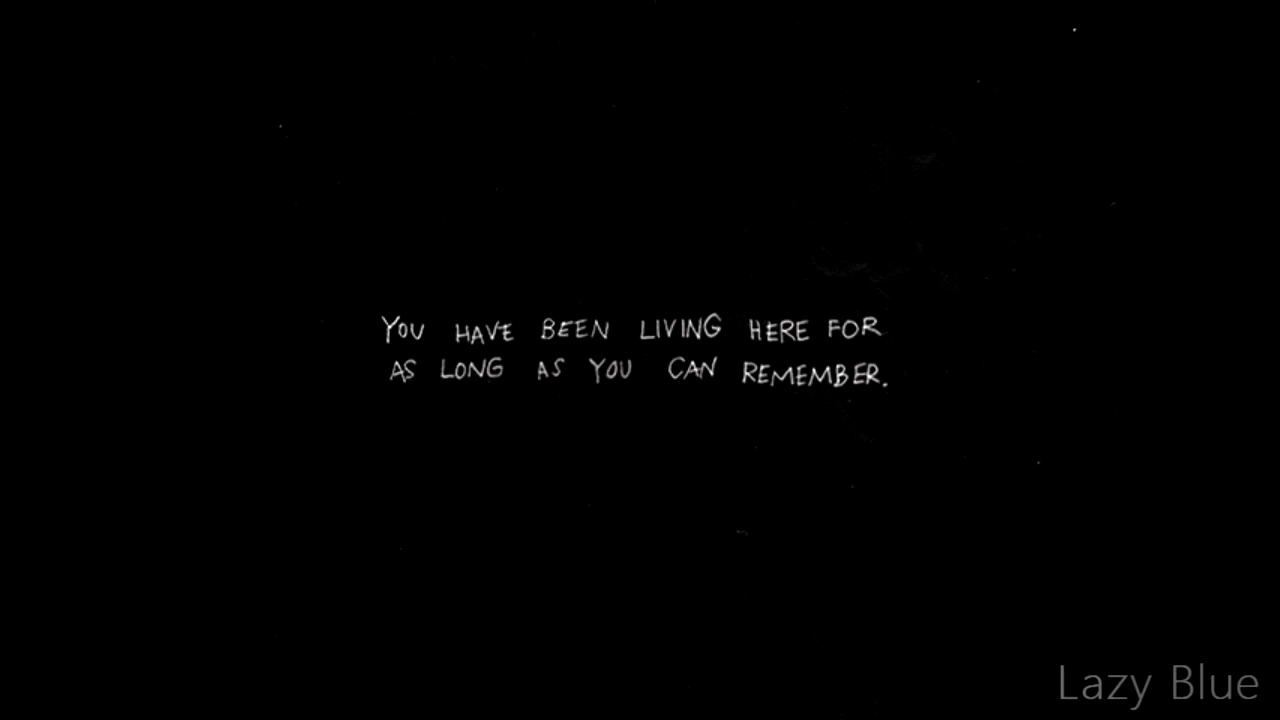 YOU HAVE BEEN LIVING HERE FOR
AS LONG AS YOU CAN REMEMBER.
Lazy Blue